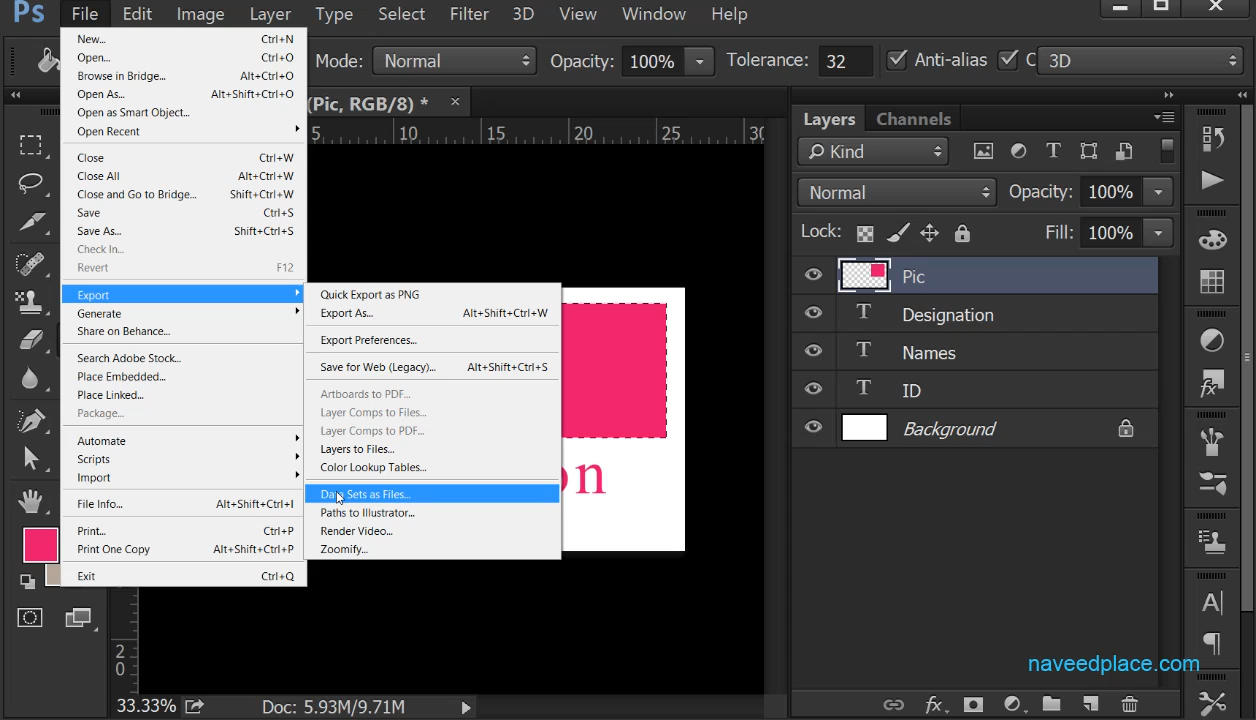 Ps File Edit Image Layer Type Select Filter 3D View Window Help
Mode: Normal Opacity: 100% Tolerance: 32 Anti-alias C 3D
(Pic, RGB/8) *
5 10 15 20 25 30
New... Ctrl+N
Open... Ctrl+O
Browse in Bridge... Alt+Ctrl+O
Open As... Alt+Shift+Ctrl+O
Open as Smart Object...
Open Recent
Close Ctrl+W
Close All Alt+Ctrl+W
Close and Go to Bridge... Shift+Ctrl+W
Save Ctrl+S
Save As... Shift+Ctrl+S
Check In...
Revert F12
Export
Generate
Share on Behance...
Search Adobe Stock...
Place Embedded...
Place Linked...
Package...
Automate
Scripts
Import
File Info... Alt+Shift+Ctrl+I
Print... Ctrl+P
Print One Copy Alt+Shift+Ctrl+P
Exit Ctrl+Q
Quick Export as PNG
Export As... Alt+Shift+Ctrl+W
Export Preferences...
Save for Web (Legacy)... Alt+Shift+Ctrl+S
Artboards to PDF...
Layer Comps to Files...
Layer Comps to PDF...
Layers to Files...
Color Lookup Tables...
Data Sets as Files...
Paths to Illustrator...
Render Video...
Zoomify...
on
Layers Channels
Kind
Normal Opacity: 100%
Lock: Fill: 100%
Pic
T Designation
T Names
T ID
Background
2
0
naveedplace.com
33.33% Doc: 5.93M/9.71M
fx